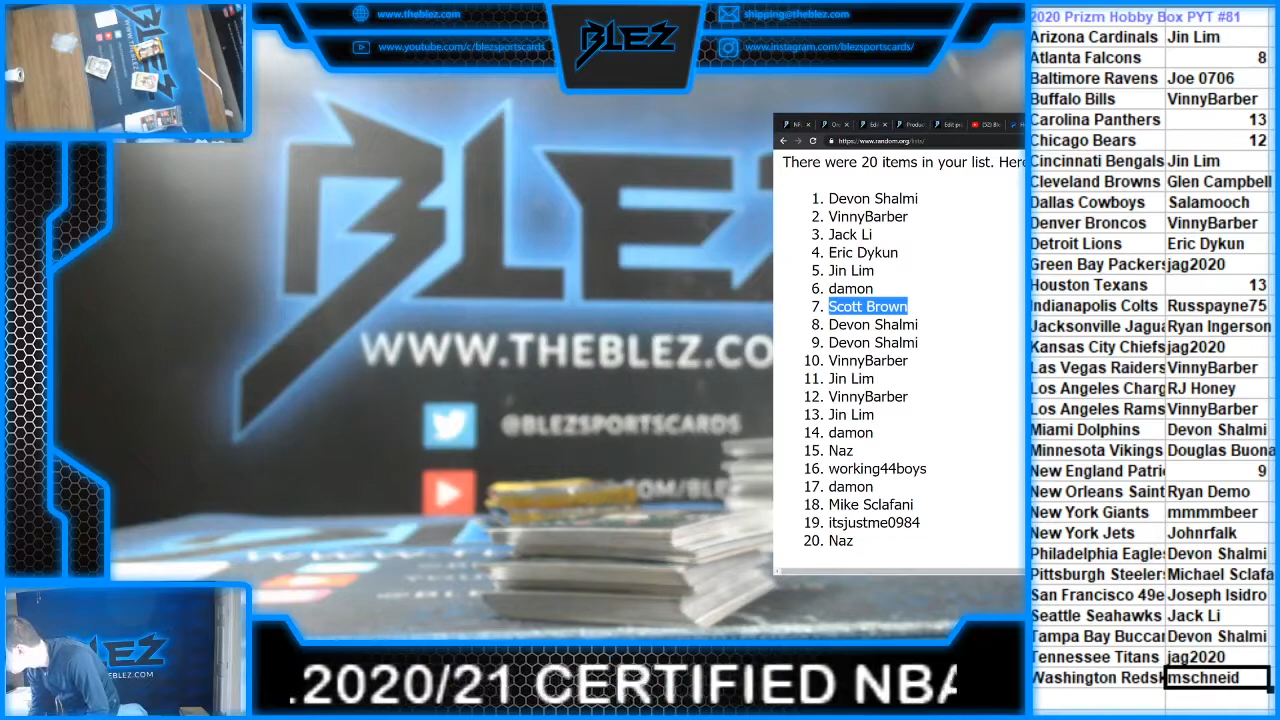 www.theblez.com
shipping@theblez.com
www.youtube.com/c/blezsportscards
www.instagram.com/blezsportscards/
BLEZ
BLEZ
WWW.THEBLEZ.CO
@BLEZSPORTSCARDS
https://www.random.org/lists/
There were 20 items in your list. Here
1. Devon Shalmi
2. VinnyBarber
3. Jack Li
4. Eric Dykun
5. Jin Lim
6. damon
7. Scott Brown
8. Devon Shalmi
9. Devon Shalmi
10. VinnyBarber
11. Jin Lim
12. VinnyBarber
13. Jin Lim
14. damon
15. Naz
16. working44boys
17. damon
18. Mike Sclafani
19. itsjustme0984
20. Naz
2020 Prizm Hobby Box PYT #81
Arizona Cardinals Jin Lim
Atlanta Falcons 8
Baltimore Ravens Joe 0706
Buffalo Bills VinnyBarber
Carolina Panthers 13
Chicago Bears 12
Cincinnati Bengals Jin Lim
Cleveland Browns Glen Campbell
Dallas Cowboys Salamooch
Denver Broncos VinnyBarber
Detroit Lions Eric Dykun
Green Bay Packers jag2020
Houston Texans 13
Indianapolis Colts Russpayne75
Jacksonville Jagua Ryan Ingerson
Kansas City Chiefs jag2020
Las Vegas Raiders VinnyBarber
Los Angeles Charg RJ Honey
Los Angeles Rams VinnyBarber
Miami Dolphins Devon Shalmi
Minnesota Vikings Douglas Buona
New England Patri 9
New Orleans Saint Ryan Demo
New York Giants mmmmbeer
New York Jets Johnrfalk
Philadelphia Eagles Devon Shalmi
Pittsburgh Steelers Michael Sclafa
San Francisco 49e Joseph Isidro
Seattle Seahawks Jack Li
Tampa Bay Buccar Devon Shalmi
Tennessee Titans jag2020
Washington Redsk mschneid
.2020/21 CERTIFIED NBA